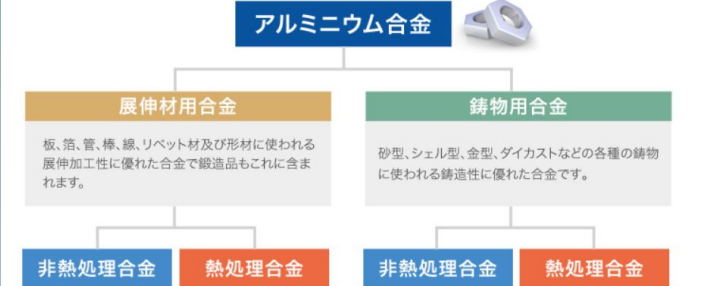 アルミニウム合金
展伸材用合金
板、箔、管、棒、線、リベット材及び形材に使われる
展伸加工性に優れた合金で鍛造品もこれに含ま
れます。
鋳物用合金
砂型、シェル型、金型、ダイカストなどの各種の鋳物
に使われる鋳造性に優れた合金です。
非熱処理合金
熱処理合金
非熱処理合金
熱処理合金